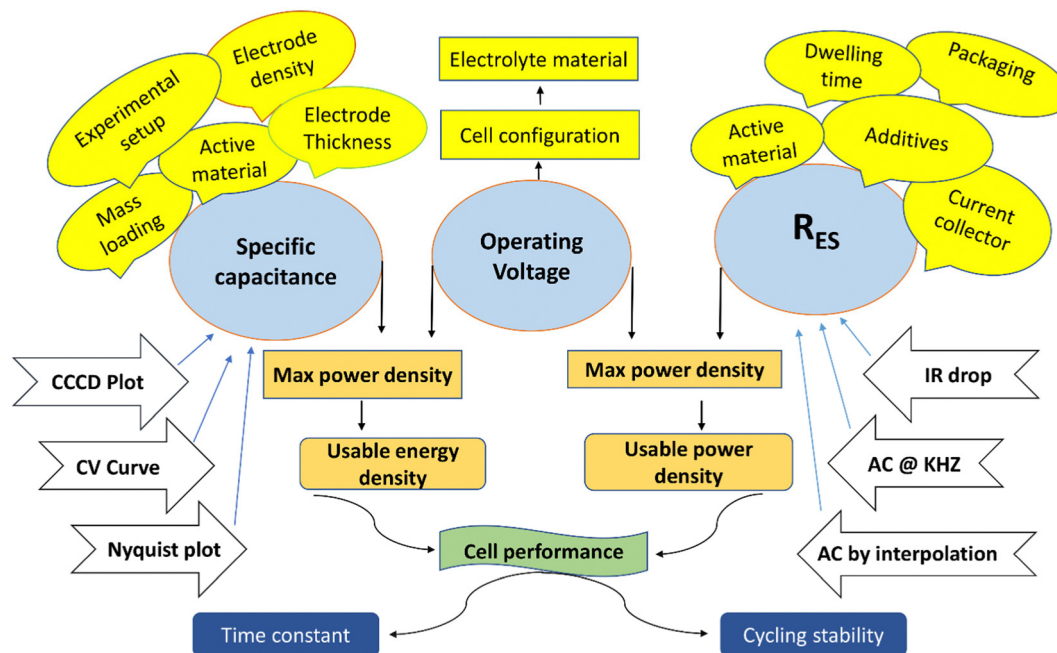 Electrode
density
Electrolyte material
Dwelling
time
Packaging
Experimental
setup
Electrode
Thickness
Cell configuration
Active
material
Active
material
Additives
Mass
loading
Current
collector
Specific
capacitance
Operating
Voltage
RES
CCCD Plot
Max power density
Max power density
IR drop
CV Curve
Usable energy
density
Usable power
density
AC @ KHZ
Nyquist plot
Cell performance
AC by interpolation
Time constant
Cycling stability